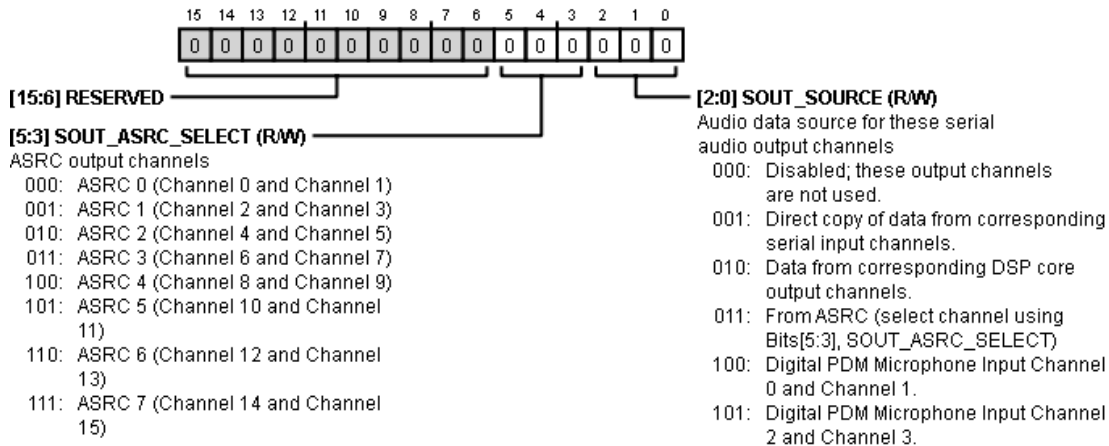 15 14 13 12 11 10 9 8 7 6 5 4 3 2 1 0
0 0 0 0 0 0 0 0 0 0 0 0 0 0 0 0
[15:6] RESERVED
[5:3] SOUT_ASRC_SELECT (R/W)
ASRC output channels
000: ASRC 0 (Channel 0 and Channel 1)
001: ASRC 1 (Channel 2 and Channel 3)
010: ASRC 2 (Channel 4 and Channel 5)
011: ASRC 3 (Channel 6 and Channel 7)
100: ASRC 4 (Channel 8 and Channel 9)
101: ASRC 5 (Channel 10 and Channel
11)
110: ASRC 6 (Channel 12 and Channel
13)
111: ASRC 7 (Channel 14 and Channel
15)
[2:0] SOUT_SOURCE (R/W)
Audio data source for these serial
audio output channels
000: Disabled; these output channels
are not used.
001: Direct copy of data from corresponding
serial input channels.
010: Data from corresponding DSP core
output channels.
011: From ASRC (select channel using
Bits[5:3], SOUT_ASRC_SELECT)
100: Digital PDM Microphone Input Channel
0 and Channel 1.
101: Digital PDM Microphone Input Channel
2 and Channel 3.